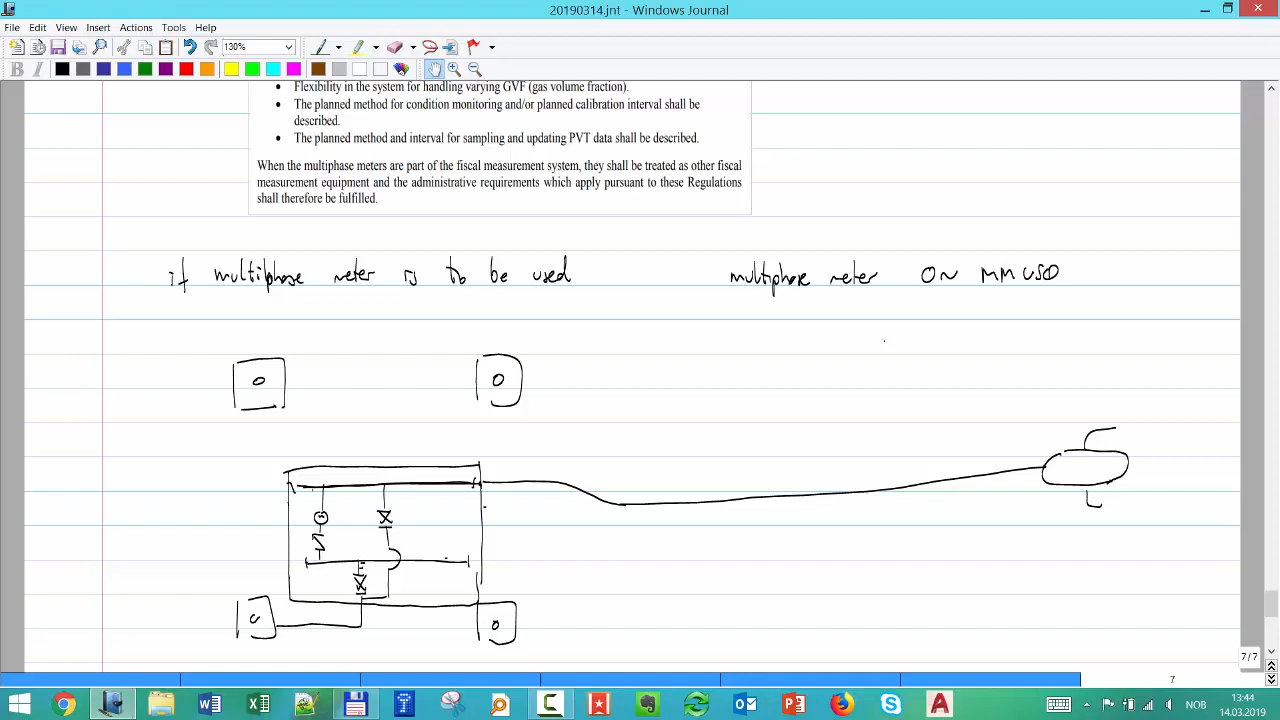 20190314.jnt - Windows Journal
File Edit View Insert Actions Tools Help
130%
B I
• Flexibility in the system for handling varying GVF (gas volume fraction).
• The planned method for condition monitoring and/or planned calibration interval shall be
described.
• The planned method and interval for sampling and updating PVT data shall be described.
When the multiphase meters are part of the fiscal measurement system, they shall be treated as other fiscal
measurement equipment and the administrative requirements which apply pursuant to these Regulations
shall therefore be fulfilled.
if multiphase meter is to be used multiphase meter ON MM USD
7/7
7
NOB
13:44
14.03.2019